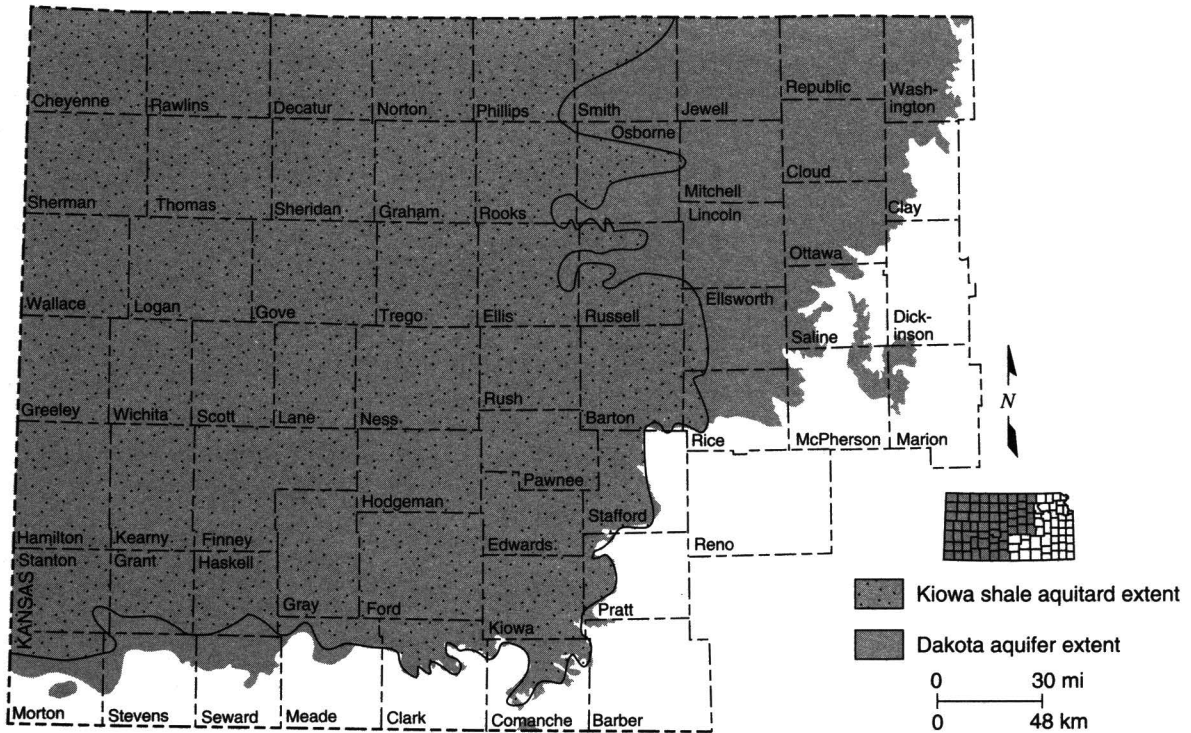 Cheyenne
Rawlins
Decatur
Norton
Phillips
Smith
Jewell
Republic
Wash-
ington
Osborne
Mitchell
Cloud
Sherman
Thomas
Sheridan
Graham
Rooks
Lincoln
Clay
Ottawa
Wallace
Logan
Gove
Trego
Ellis
Russell
Ellsworth
Saline
Dick-
inson
Greeley
Wichita
Scott
Lane
Ness
Rush
Barton
Rice
McPherson
Marion
N
Hodgeman
Pawnee
Stafford
Hamilton
Kearny
Finney
Edwards
Reno
Stanton
Grant
Haskell
KANSAS
Gray
Ford
Kiowa
Pratt
Morton
Stevens
Seward
Meade
Clark
Comanche
Barber
Kiowa shale aquitard extent
Dakota aquifer extent
0 30 mi
0 48 km